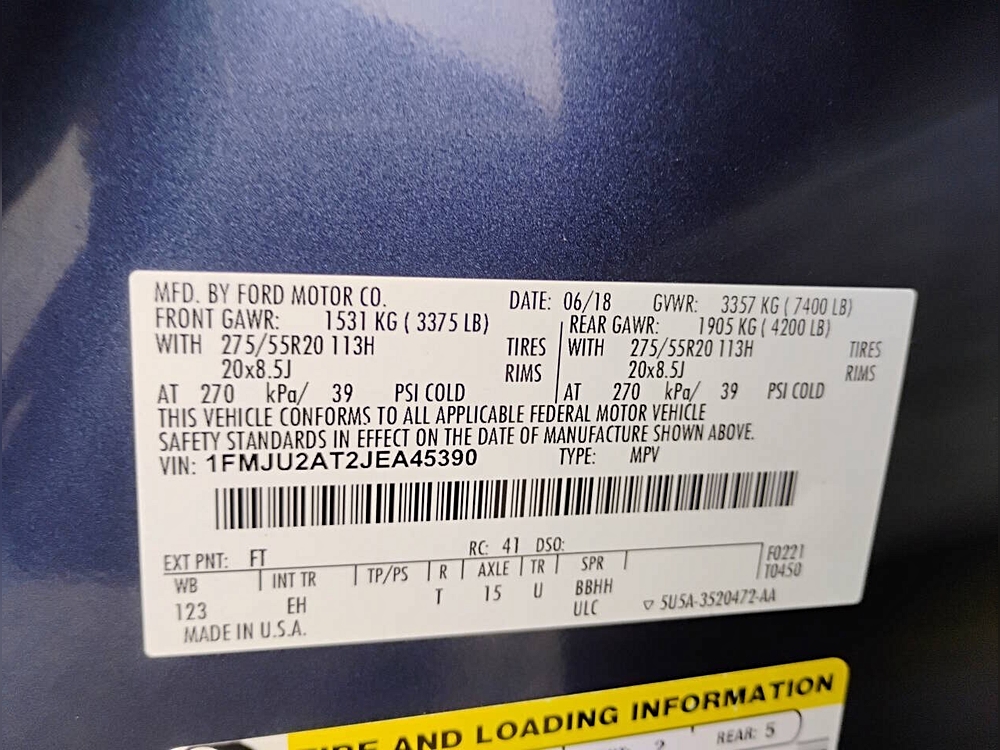 MFD. BY FORD MOTOR CO. DATE: 06/18 GVWR: 3357 KG ( 7400 LB)
FRONT GAWR: 1531 KG ( 3375 LB) REAR GAWR: 1905 KG ( 4200 LB)
WITH 275/55R20 113H TIRES WITH 275/55R20 113H TIRES
20x8.5J RIMS 20x8.5J RIMS
AT 270 kPa/ 39 PSI COLD AT 270 kPa/ 39 PSI COLD
THIS VEHICLE CONFORMS TO ALL APPLICABLE FEDERAL MOTOR VEHICLE
SAFETY STANDARDS IN EFFECT ON THE DATE OF MANUFACTURE SHOWN ABOVE.
VIN: 1FMJU2AT2JEA45390 TYPE: MPV
EXT PNT: FT RC: 41 DSO: F0221
WB INT TR TP/PS R AXLE TR SPR T0450
123 EH T 15 U BBHH
ULC ▽ 5U5A-3520472-AA
MADE IN U.S.A.
AND LOADING INFORMATION
2 REAR: 5